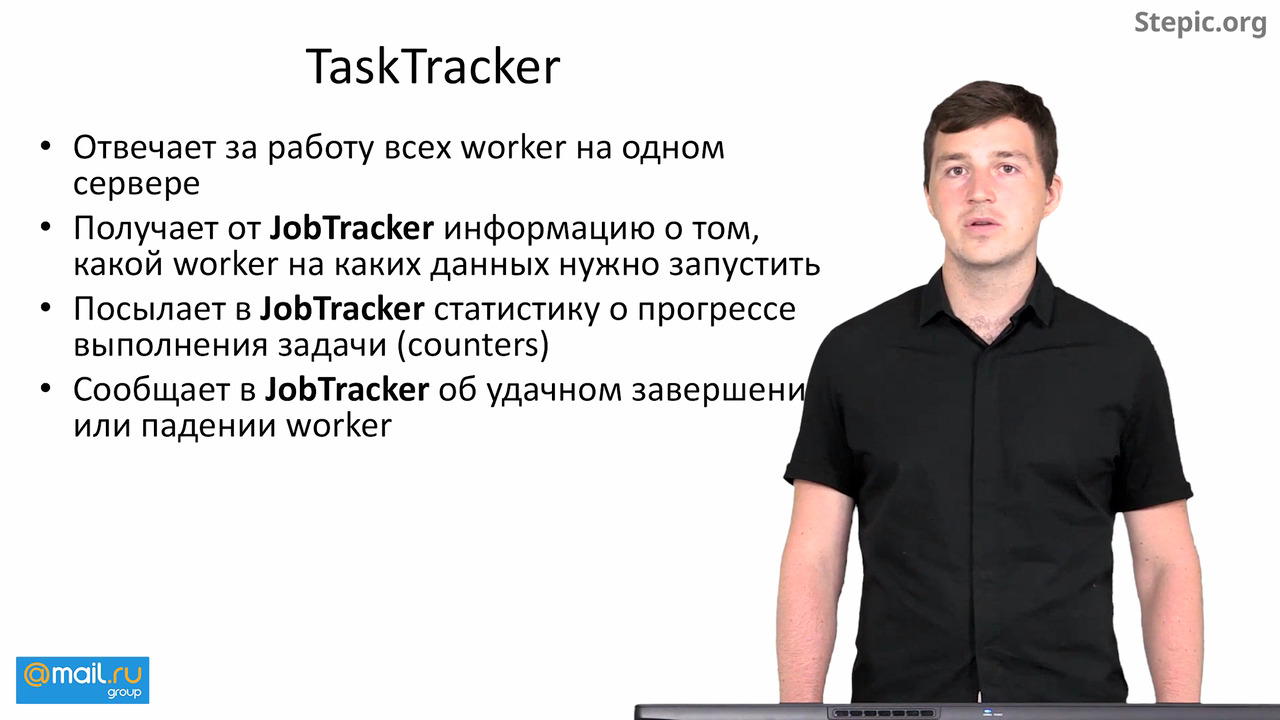 Stepic.org
TaskTracker
• Отвечает за работу всех worker на одном
сервере
• Получает от JobTracker информацию о том,
какой worker на каких данных нужно запустить
• Посылает в JobTracker статистику о прогрессе
выполнения задачи (counters)
• Сообщает в JobTracker об удачном завершени
или падении worker
@mail.ru
group